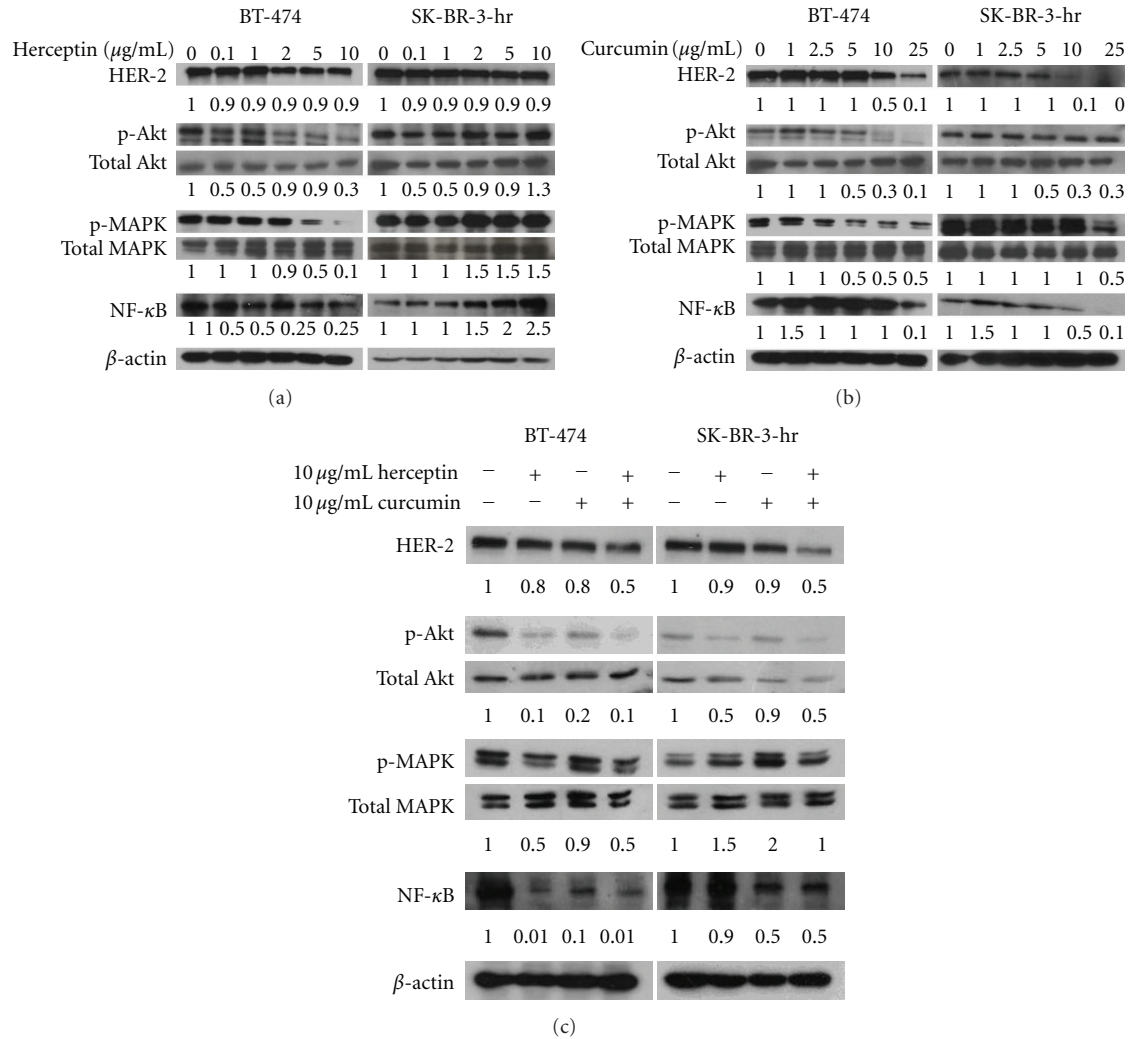 BT-474 SK-BR-3-hr
Herceptin (μg/mL) 0 0.1 1 2 5 10 0 0.1 1 2 5 10
HER-2
1 0.9 0.9 0.9 0.9 0.9 1 0.9 0.9 0.9 0.9 0.9
p-Akt
Total Akt
1 0.5 0.5 0.9 0.9 0.3 1 0.5 0.5 0.9 0.9 1.3
p-MAPK
Total MAPK
1 1 1 0.9 0.5 0.1 1 1 1 1.5 1.5 1.5
NF-κB
1 1 0.5 0.5 0.25 0.25 1 1 1 1.5 2 2.5
β-actin
(a)
BT-474 SK-BR-3-hr
Curcumin (μg/mL) 0 1 2.5 5 10 25 0 1 2.5 5 10 25
HER-2
1 1 1 1 0.5 0.1 1 1 1 1 0.1 0
p-Akt
Total Akt
1 1 1 0.5 0.3 0.1 1 1 1 0.5 0.3 0.3
p-MAPK
Total MAPK
1 1 1 0.5 0.5 0.5 1 1 1 1 1 0.5
NF-κB
1 1.5 1 1 1 0.1 1 1.5 1 1 0.5 0.1
β-actin
(b)
BT-474 SK-BR-3-hr
10 μg/mL herceptin − + − + − + − +
10 μg/mL curcumin − − + + − − + +
HER-2
1 0.8 0.8 0.5 1 0.9 0.9 0.5
p-Akt
Total Akt
1 0.1 0.2 0.1 1 0.5 0.9 0.5
p-MAPK
Total MAPK
1 0.5 0.9 0.5 1 1.5 2 1
NF-κB
1 0.01 0.1 0.01 1 0.9 0.5 0.5
β-actin
(c)